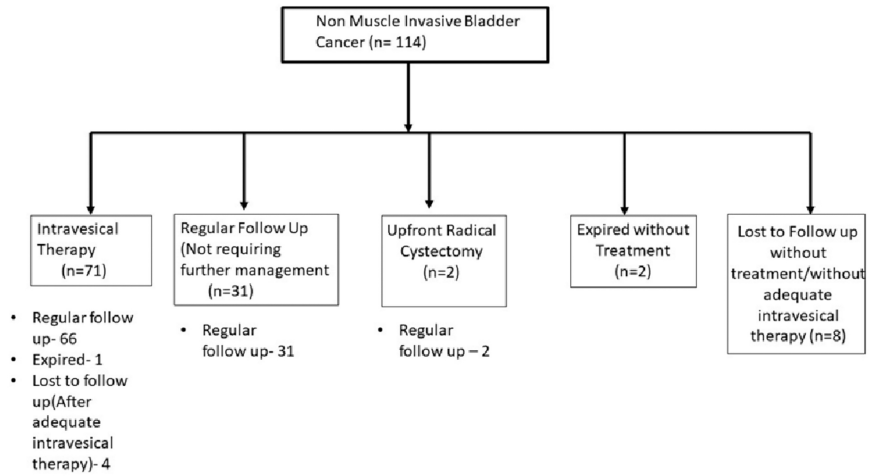 Non Muscle Invasive Bladder
Cancer (n= 114)
Intravesical
Therapy
(n=71)
• Regular follow
up- 66
• Expired- 1
• Lost to follow
up(After
adequate
intravesical
therapy)- 4
Regular Follow Up
(Not requiring
further management
(n=31)
• Regular
follow up- 31
Upfront Radical
Cystectomy
(n=2)
• Regular
follow up – 2
Expired without
Treatment
(n=2)
Lost to Follow up
without
treatment/without
adequate
intravesical
therapy (n=8)